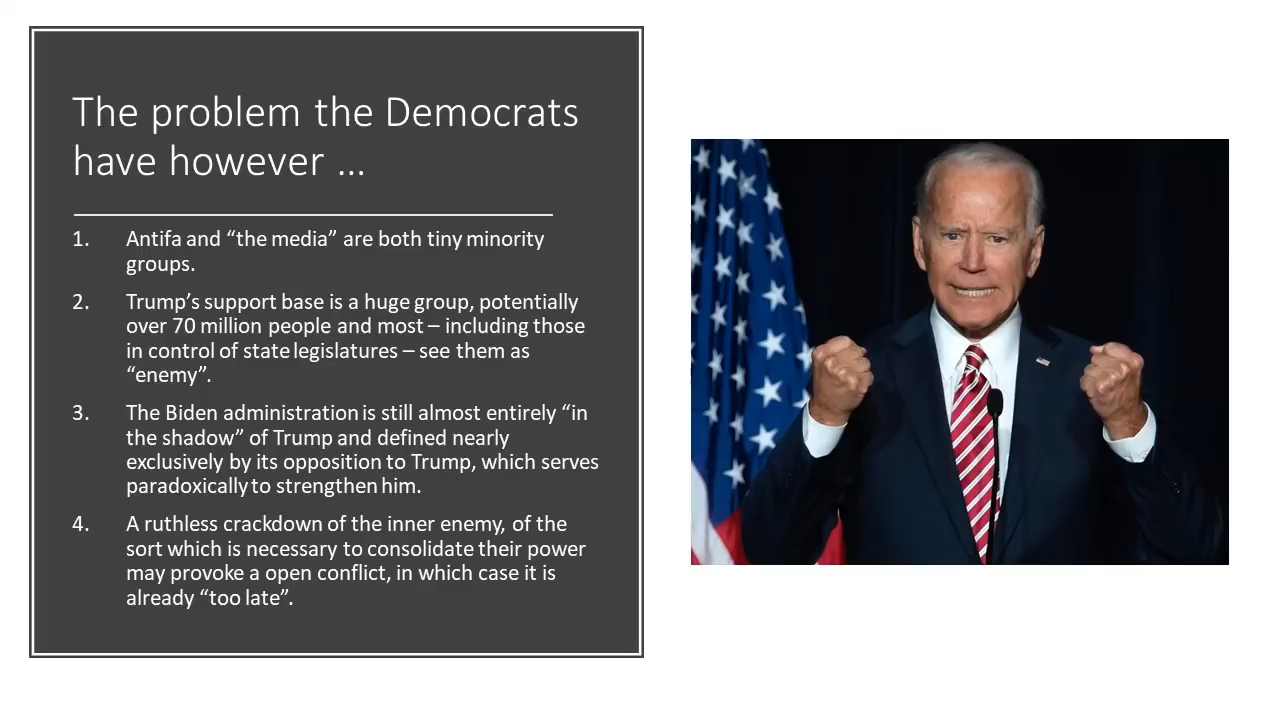 The problem the Democrats
have however …
1. Antifa and “the media” are both tiny minority
groups.
2. Trump’s support base is a huge group, potentially
over 70 million people and most – including those
in control of state legislatures – see them as
“enemy”.
3. The Biden administration is still almost entirely “in
the shadow” of Trump and defined nearly
exclusively by its opposition to Trump, which serves
paradoxically to strengthen him.
4. A ruthless crackdown of the inner enemy, of the
sort which is necessary to consolidate their power
may provoke a open conflict, in which case it is
already “too late”.